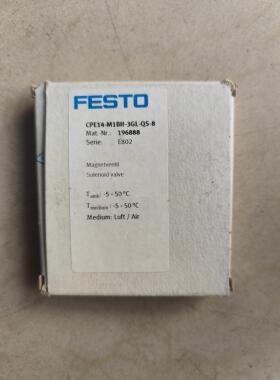 FESTO
CPE14-M1BH-3GL-QS-8
Mat.-Nr.: 196888
Serie: E802
Magnetventil
Solenoid valve
Tamb: -5 - 50 °C
Tmedium: -5 - 50 °C
Medium: Luft / Air